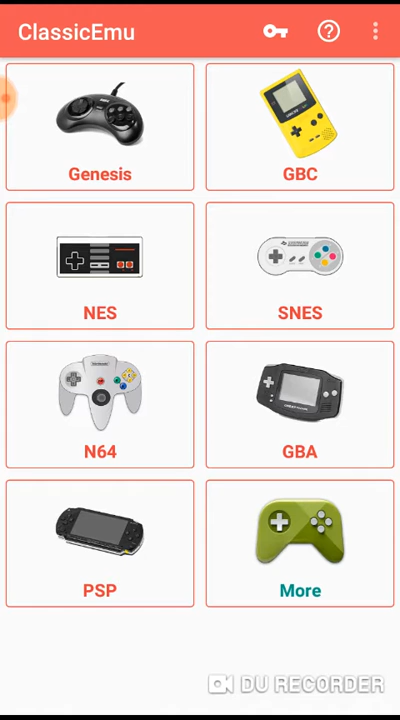 ClassicEmu
Genesis
GBC
NES
SNES
N64
GBA
PSP
More
DU RECORDER